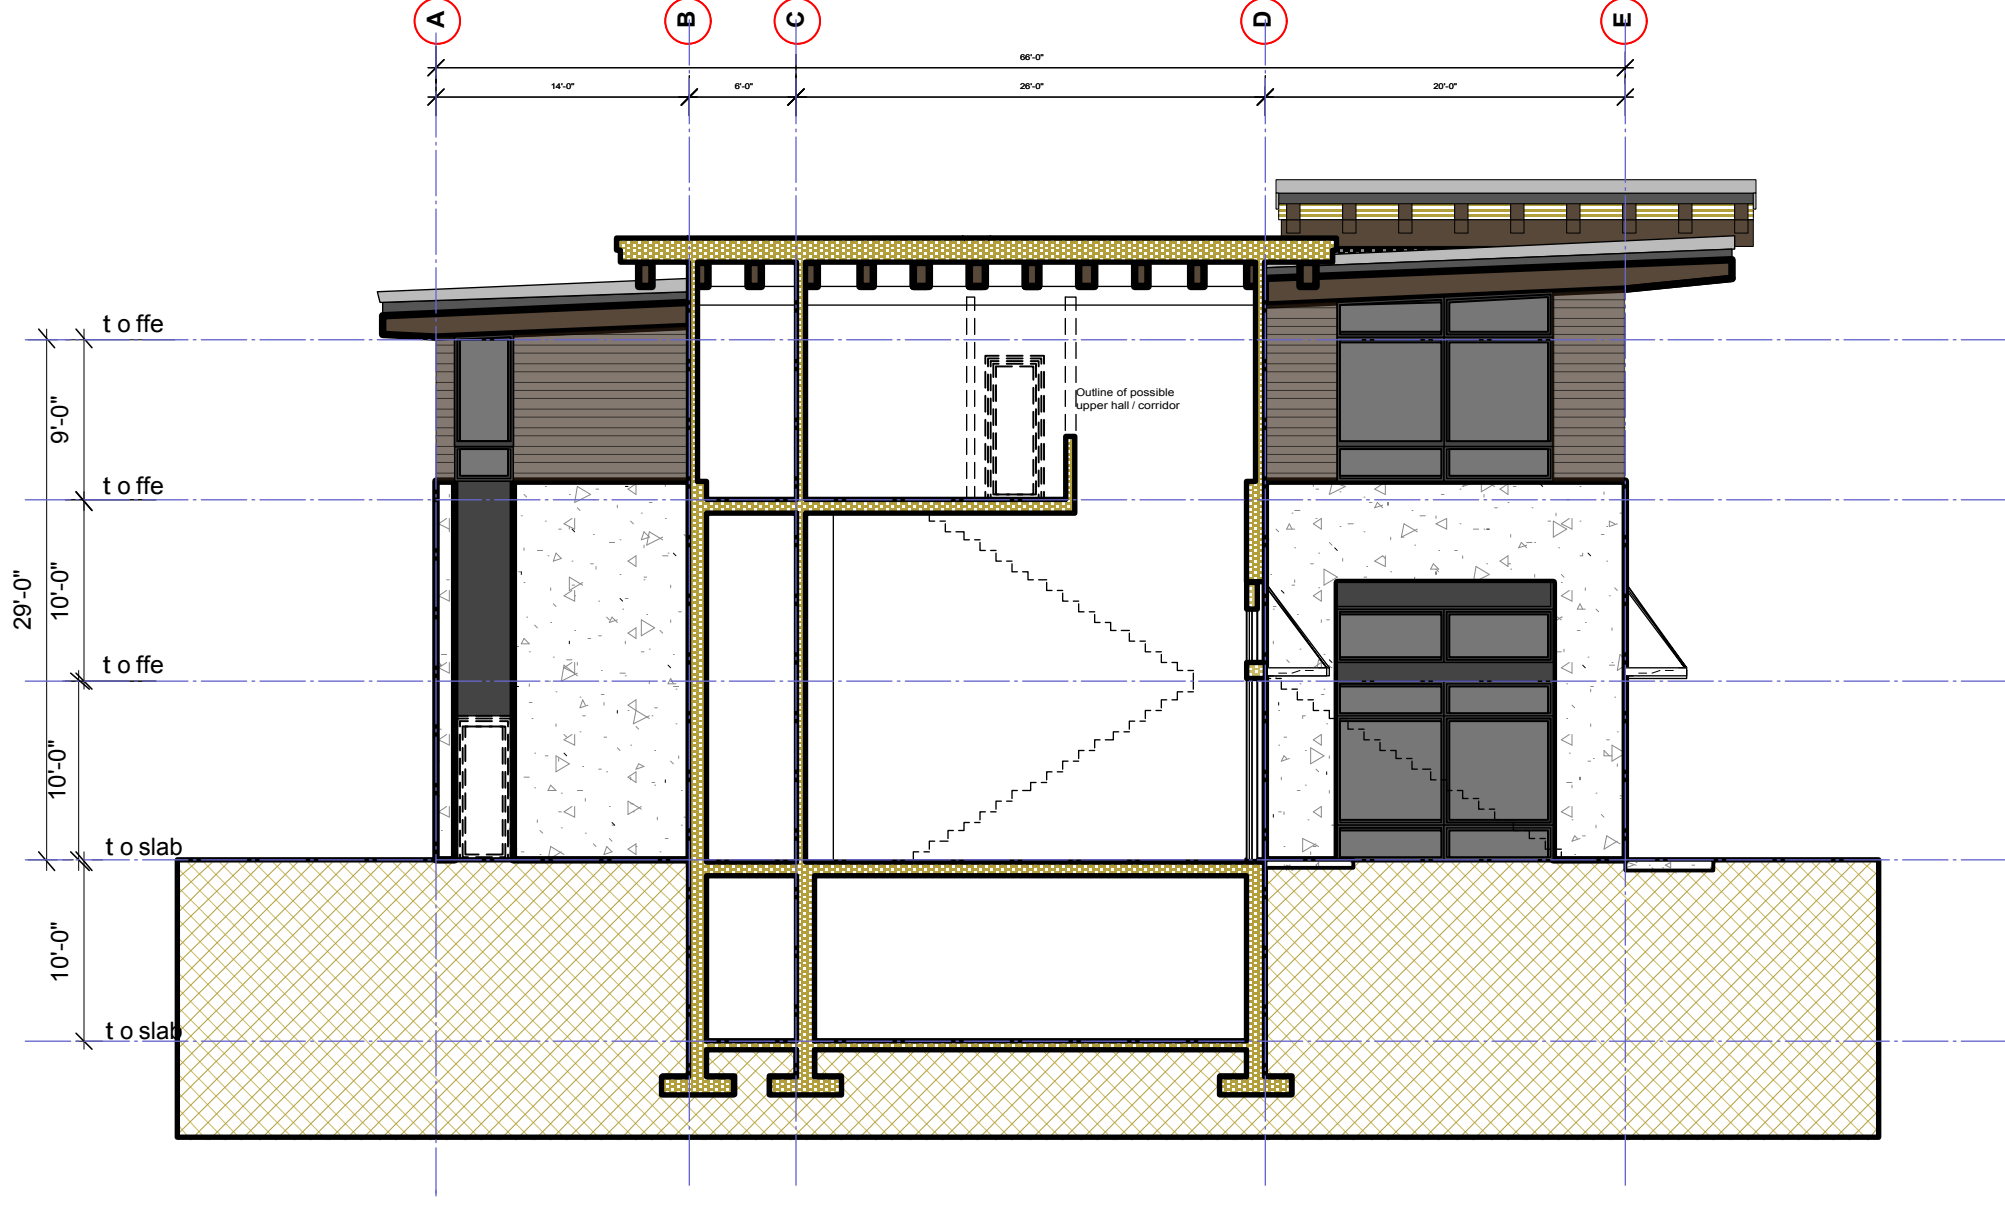 A
B
C
D
E
66'-0"
14'-0"
6'-0"
26'-0"
20'-0"
t o ffe
9'-0"
Outline of possible
upper hall / corridor
t o ffe
29'-0"
10'-0"
t o ffe
10'-0"
t o slab
10'-0"
t o slab